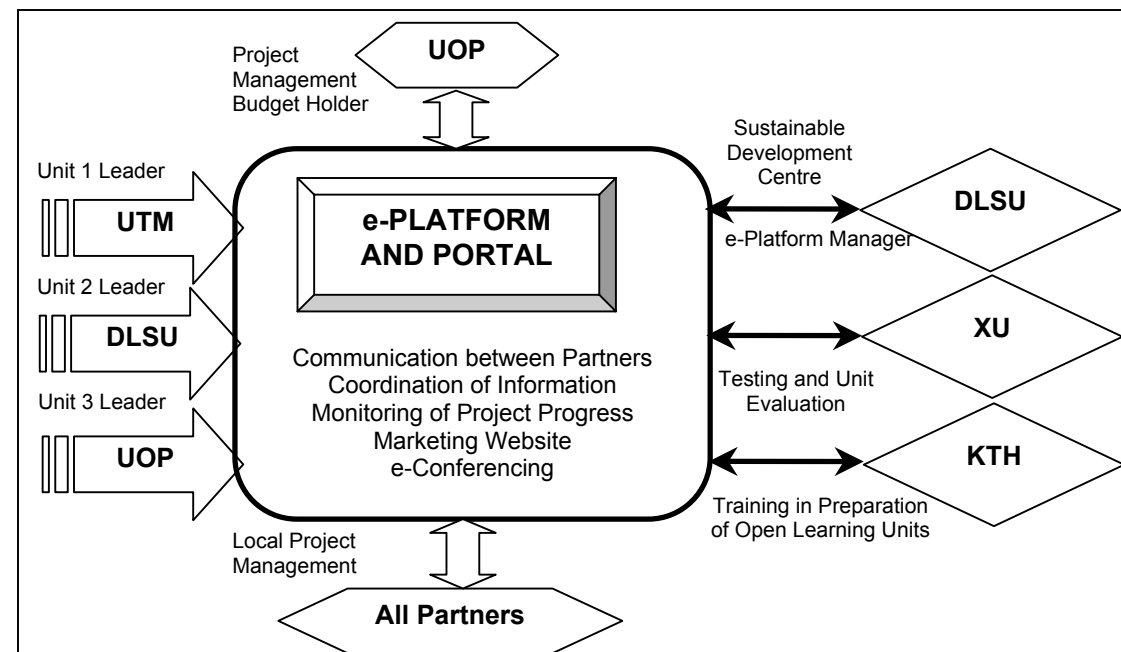 Project
Management
Budget Holder
UOP
Unit 1 Leader
UTM
Unit 2 Leader
DLSU
Unit 3 Leader
UOP
e-PLATFORM
AND PORTAL
Communication between Partners
Coordination of Information
Monitoring of Project Progress
Marketing Website
e-Conferencing
Sustainable
Development
Centre
e-Platform Manager
DLSU
XU
Testing and Unit
Evaluation
KTH
Training in Preparation
of Open Learning Units
Local Project
Management
All Partners